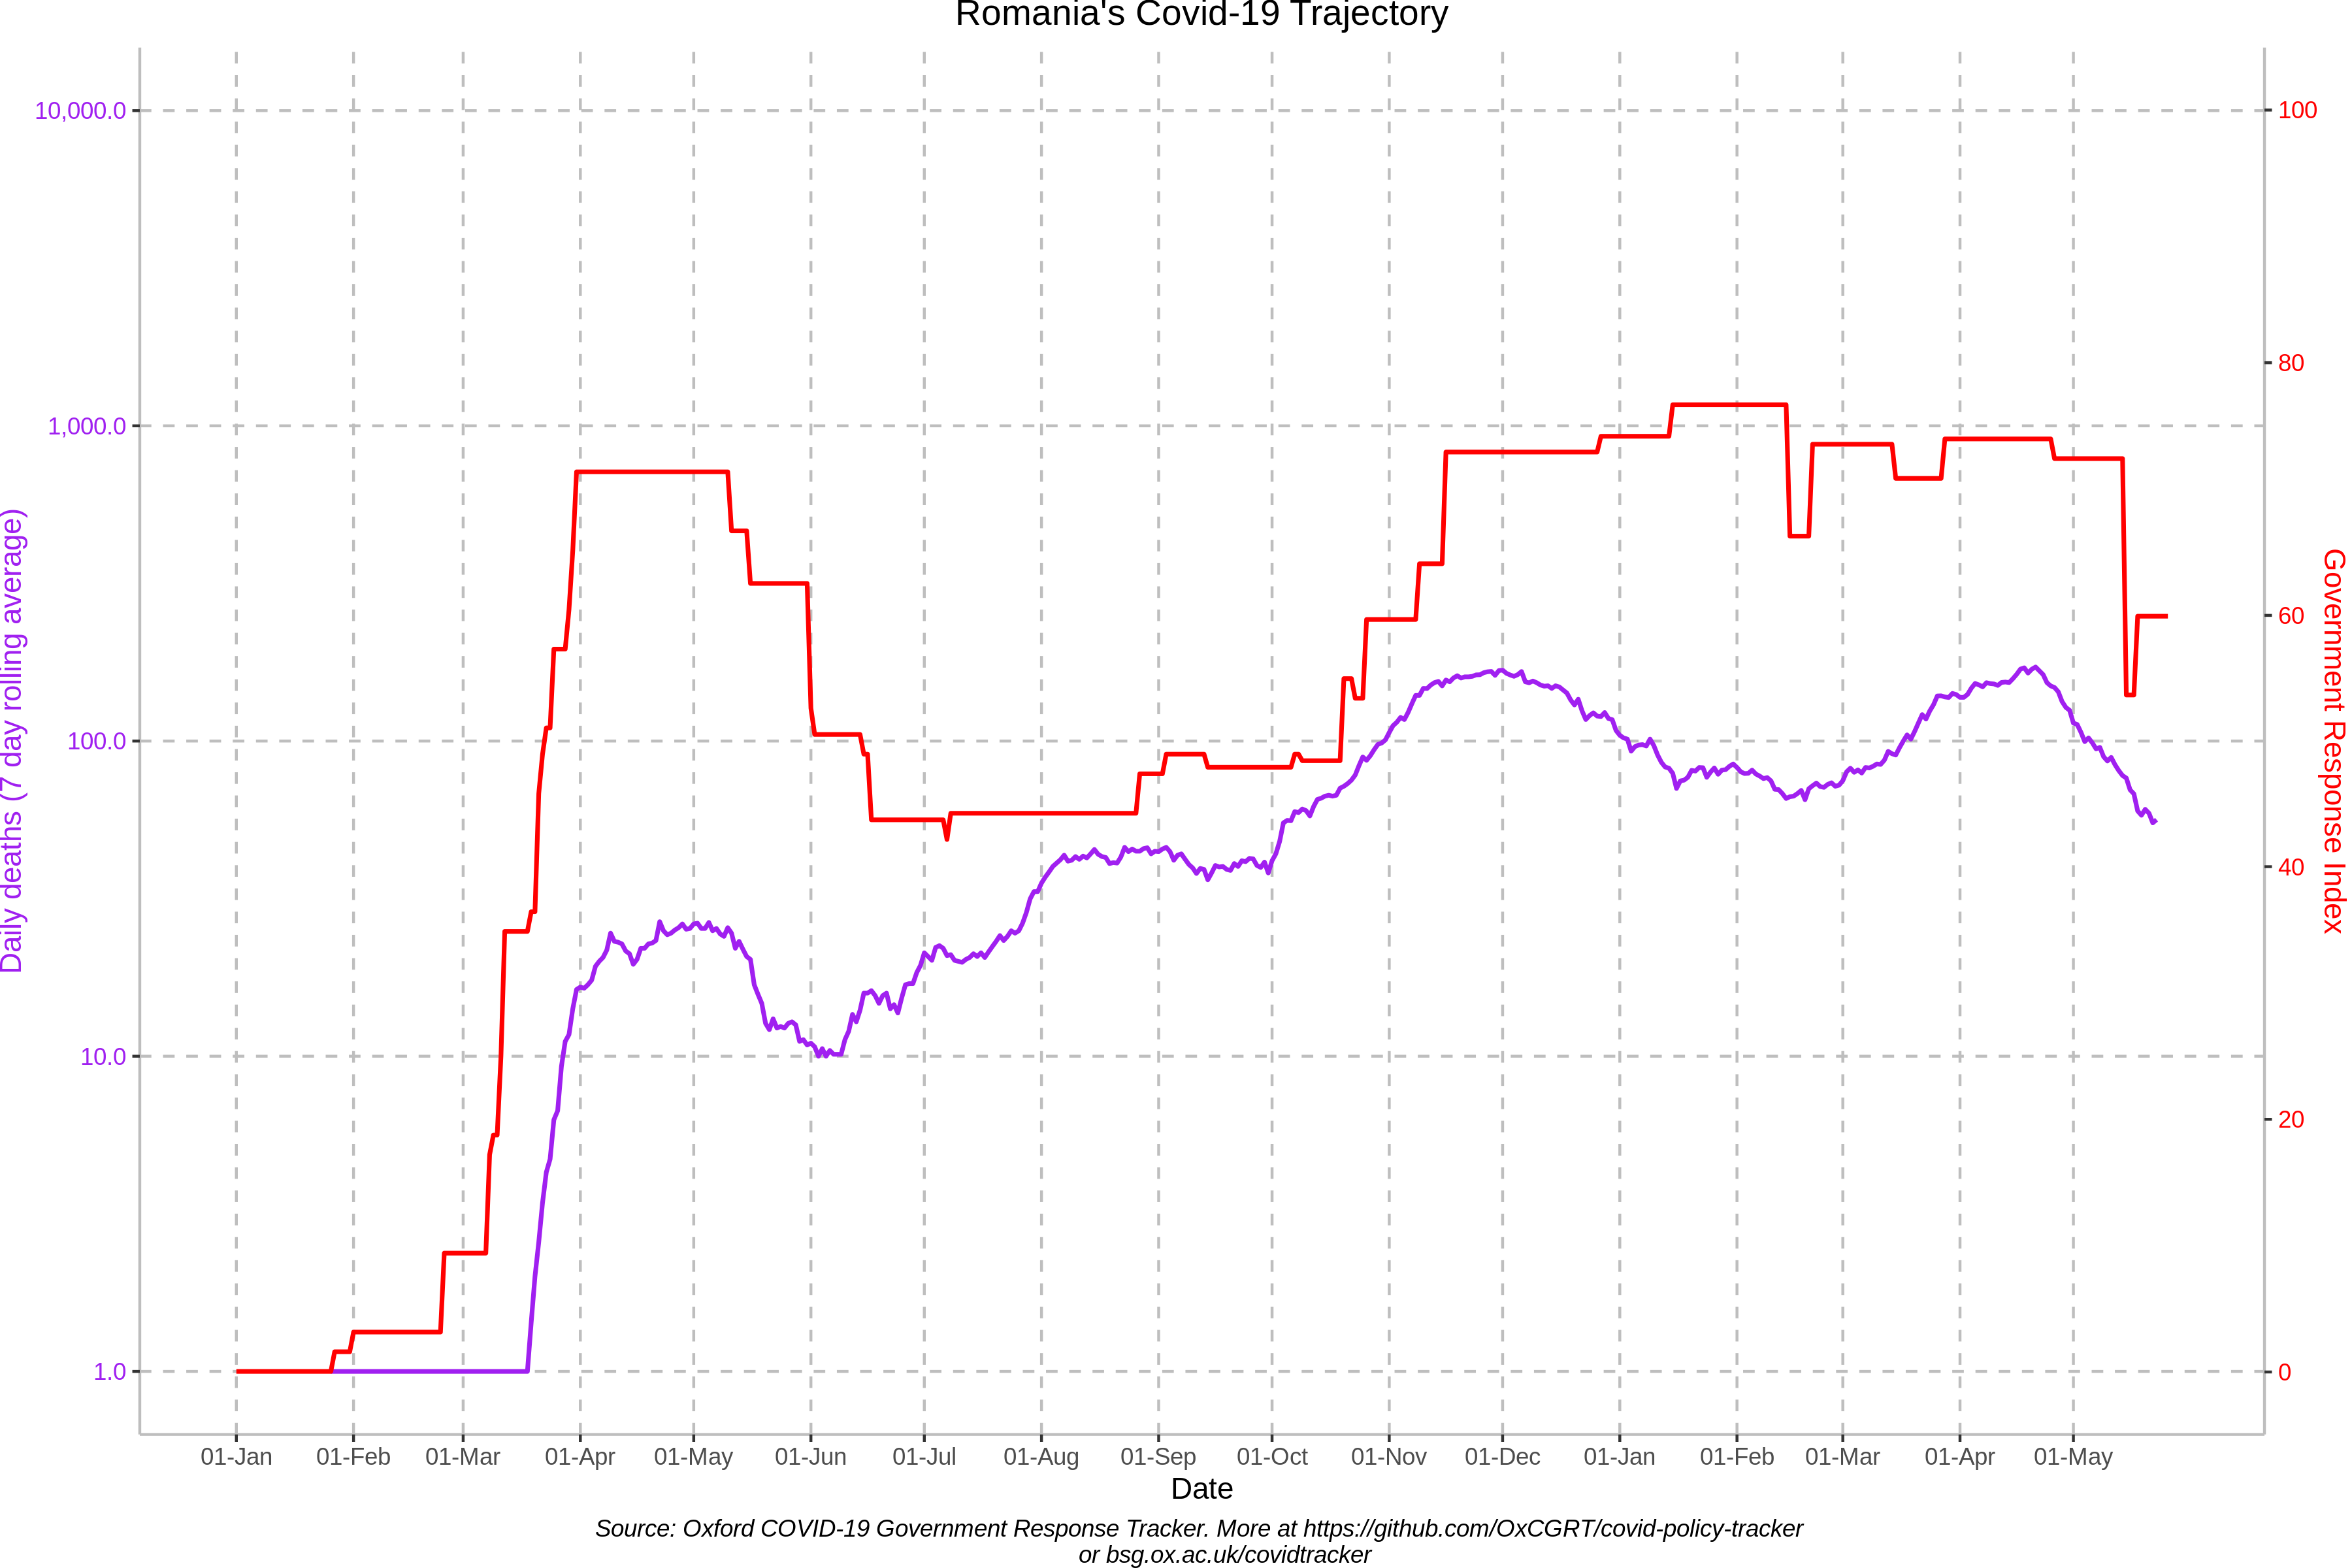 Romania's Covid-19 Trajectory
Daily deaths (7 day rolling average)
10,000.0
1,000.0
100.0
10.0
1.0
100
80
60
40
20
0
Government Response Index
01-Jan 01-Feb 01-Mar 01-Apr 01-May 01-Jun 01-Jul 01-Aug 01-Sep 01-Oct 01-Nov 01-Dec 01-Jan 01-Feb 01-Mar 01-Apr 01-May
Date
Source: Oxford COVID-19 Government Response Tracker. More at https://github.com/OxCGRT/covid-policy-tracker
or bsg.ox.ac.uk/covidtracker